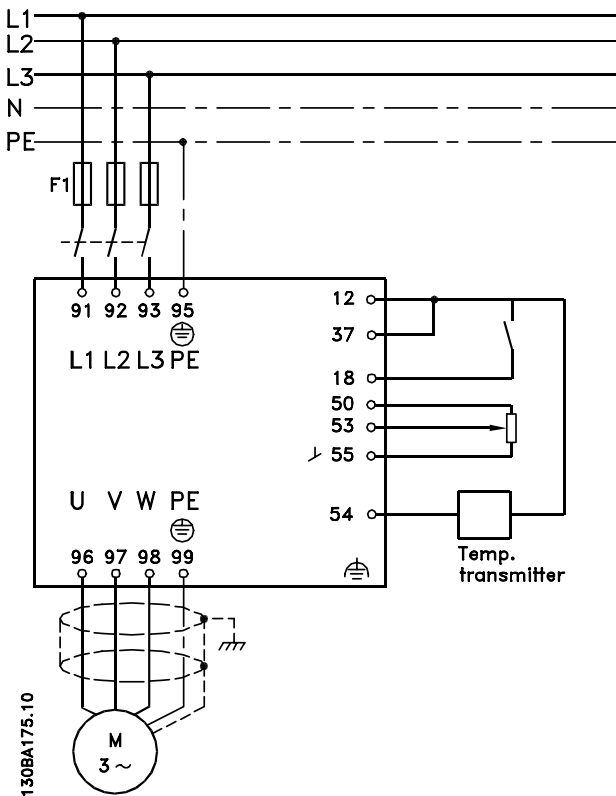 L1
L2
L3
N
PE
F1
91 92 93 95
L1 L2 L3 PE
12
37
18
50
53
55
54
U V W PE
96 97 98 99
Temp.
transmitter
M
3 ~
130BA175.10